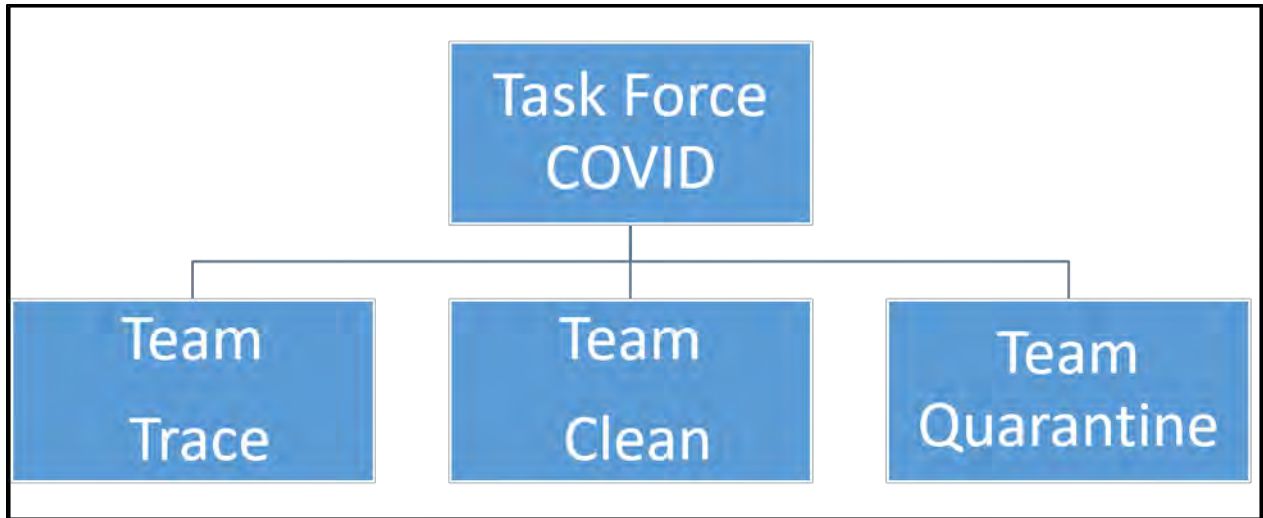 Task Force
COVID
Team
Trace
Team
Clean
Team
Quarantine